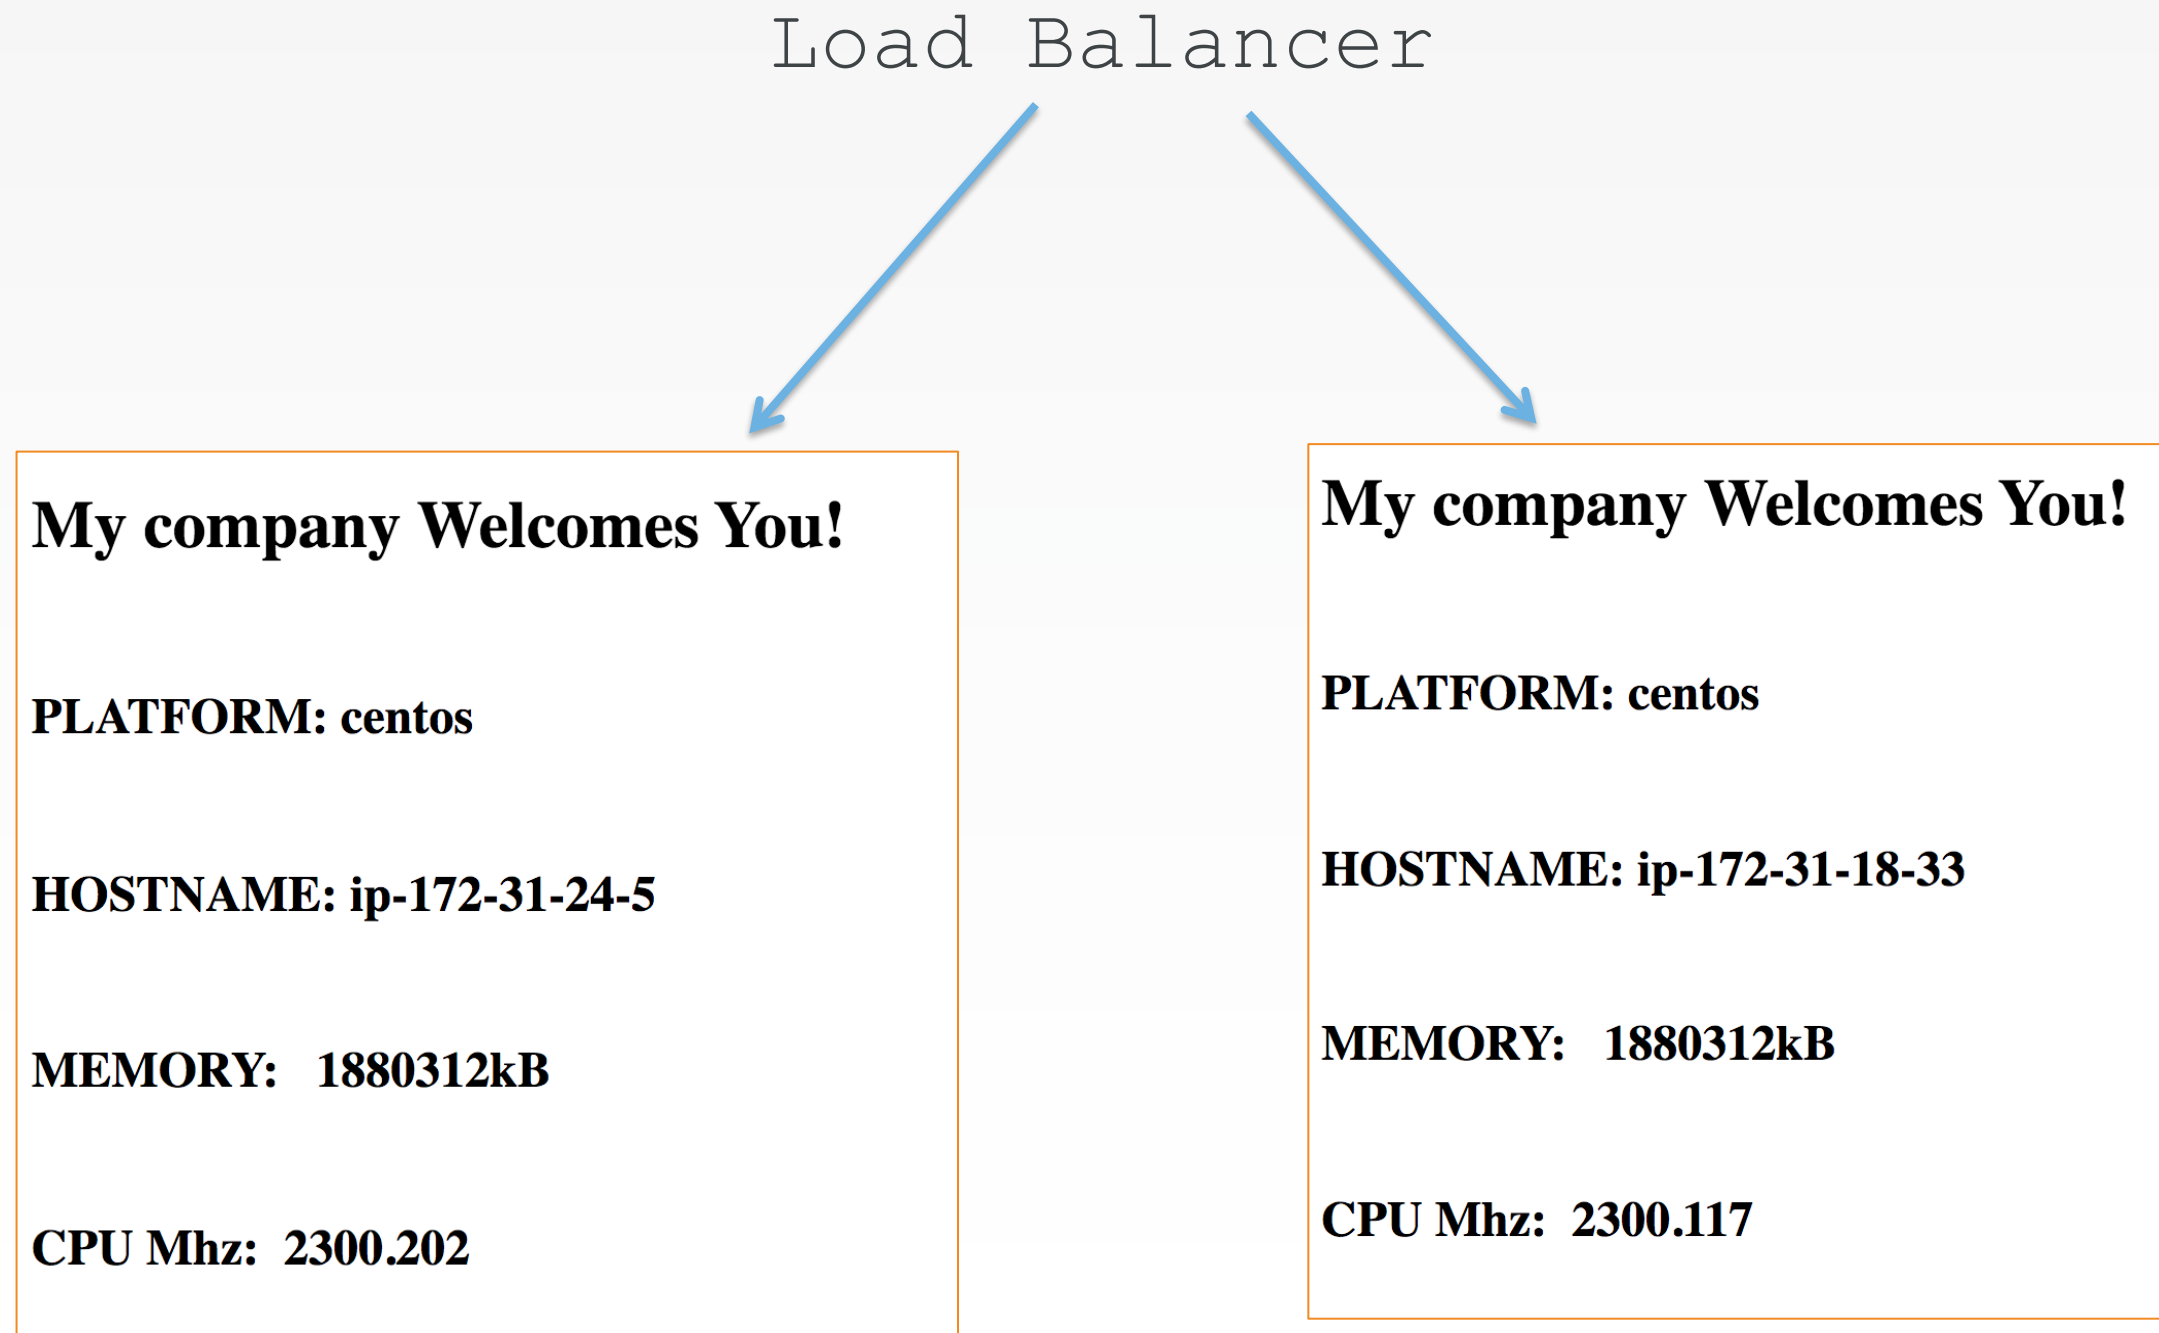 Load Balancer
My company Welcomes You!
PLATFORM: centos
HOSTNAME: ip-172-31-24-5
MEMORY: 1880312kB
CPU Mhz: 2300.202
My company Welcomes You!
PLATFORM: centos
HOSTNAME: ip-172-31-18-33
MEMORY: 1880312kB
CPU Mhz: 2300.117